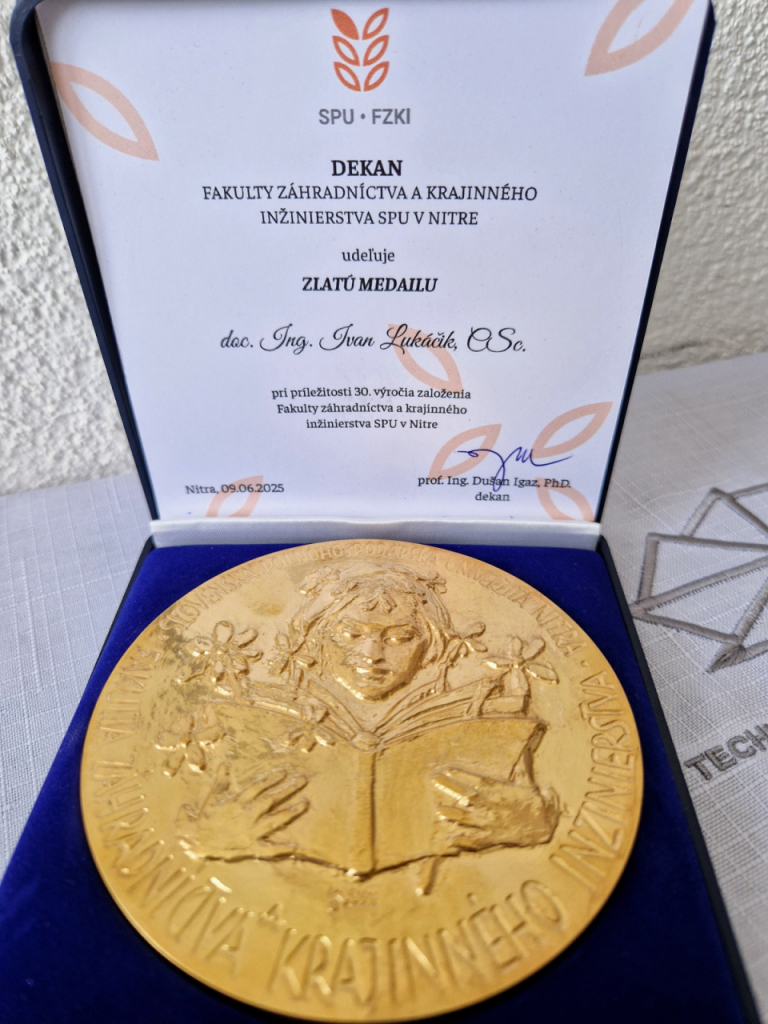 SPU • FZKI
DEKAN
FAKULTY ZÁHRADNÍCTVA A KRAJINNÉHO
INŽINIERSTVA SPU V NITRE
udeľuje
ZLATÚ MEDAILU
doc. Ing. Ivan Lukáčik, CSc.
pri príležitosti 30. výročia založenia
Fakulty záhradníctva a krajinného
inžinierstva SPU v Nitre
Nitra, 09.06.2025
prof. Ing. Dušan Igaz, PhD.
dekan
SLOVENSKÁ POĽNOHOSPODÁRSKA UNIVERZITA NITRA •
FAKULTA ZÁHRADNÍCTVA A KRAJINNÉHO INŽINIERSTVA
TECH